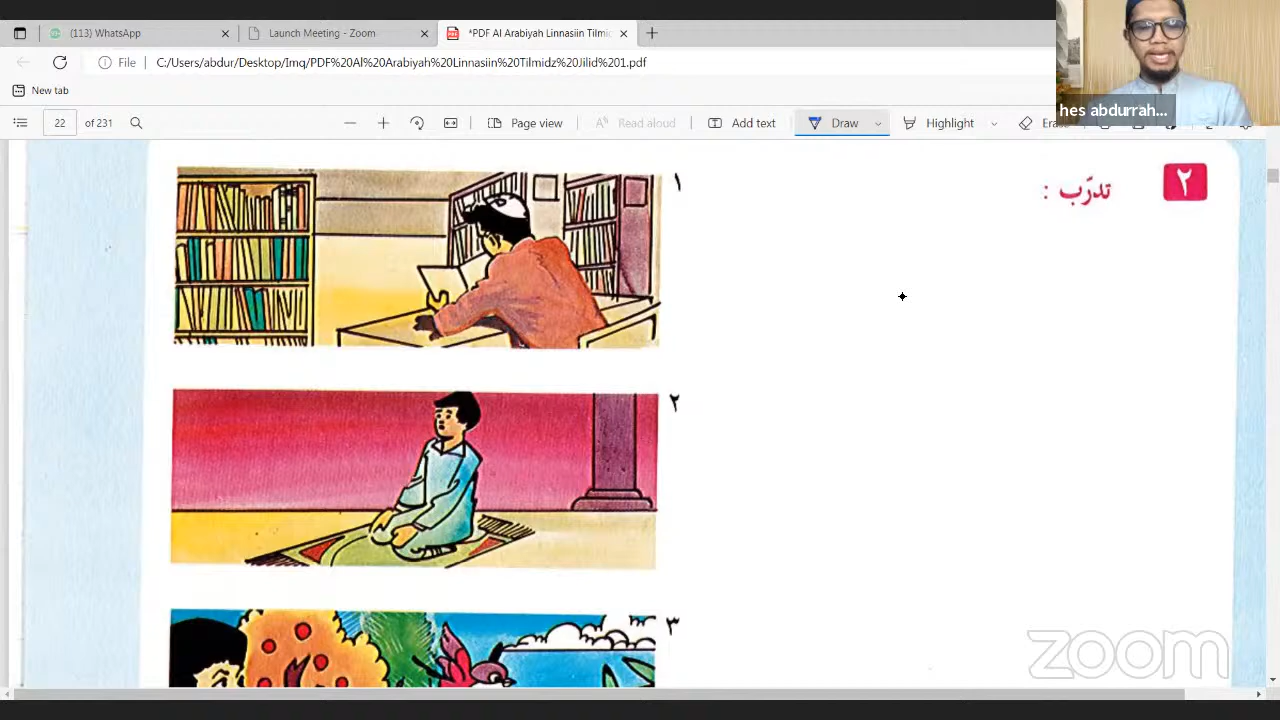 (113) WhatsApp
Launch Meeting - Zoom
*PDF Al Arabiyah Linnasiin Tilmid
File
C:/Users/abdur/Desktop/Imq/PDF%20Al%20Arabiyah%20Linnasiin%20Tilmidz%20Jilid%201.pdf
New tab
22 of 231
Page view
Read aloud
Add text
Draw
Highlight
hes abdurrah...
٢ تدرّب :
١
٢
٣
zoom